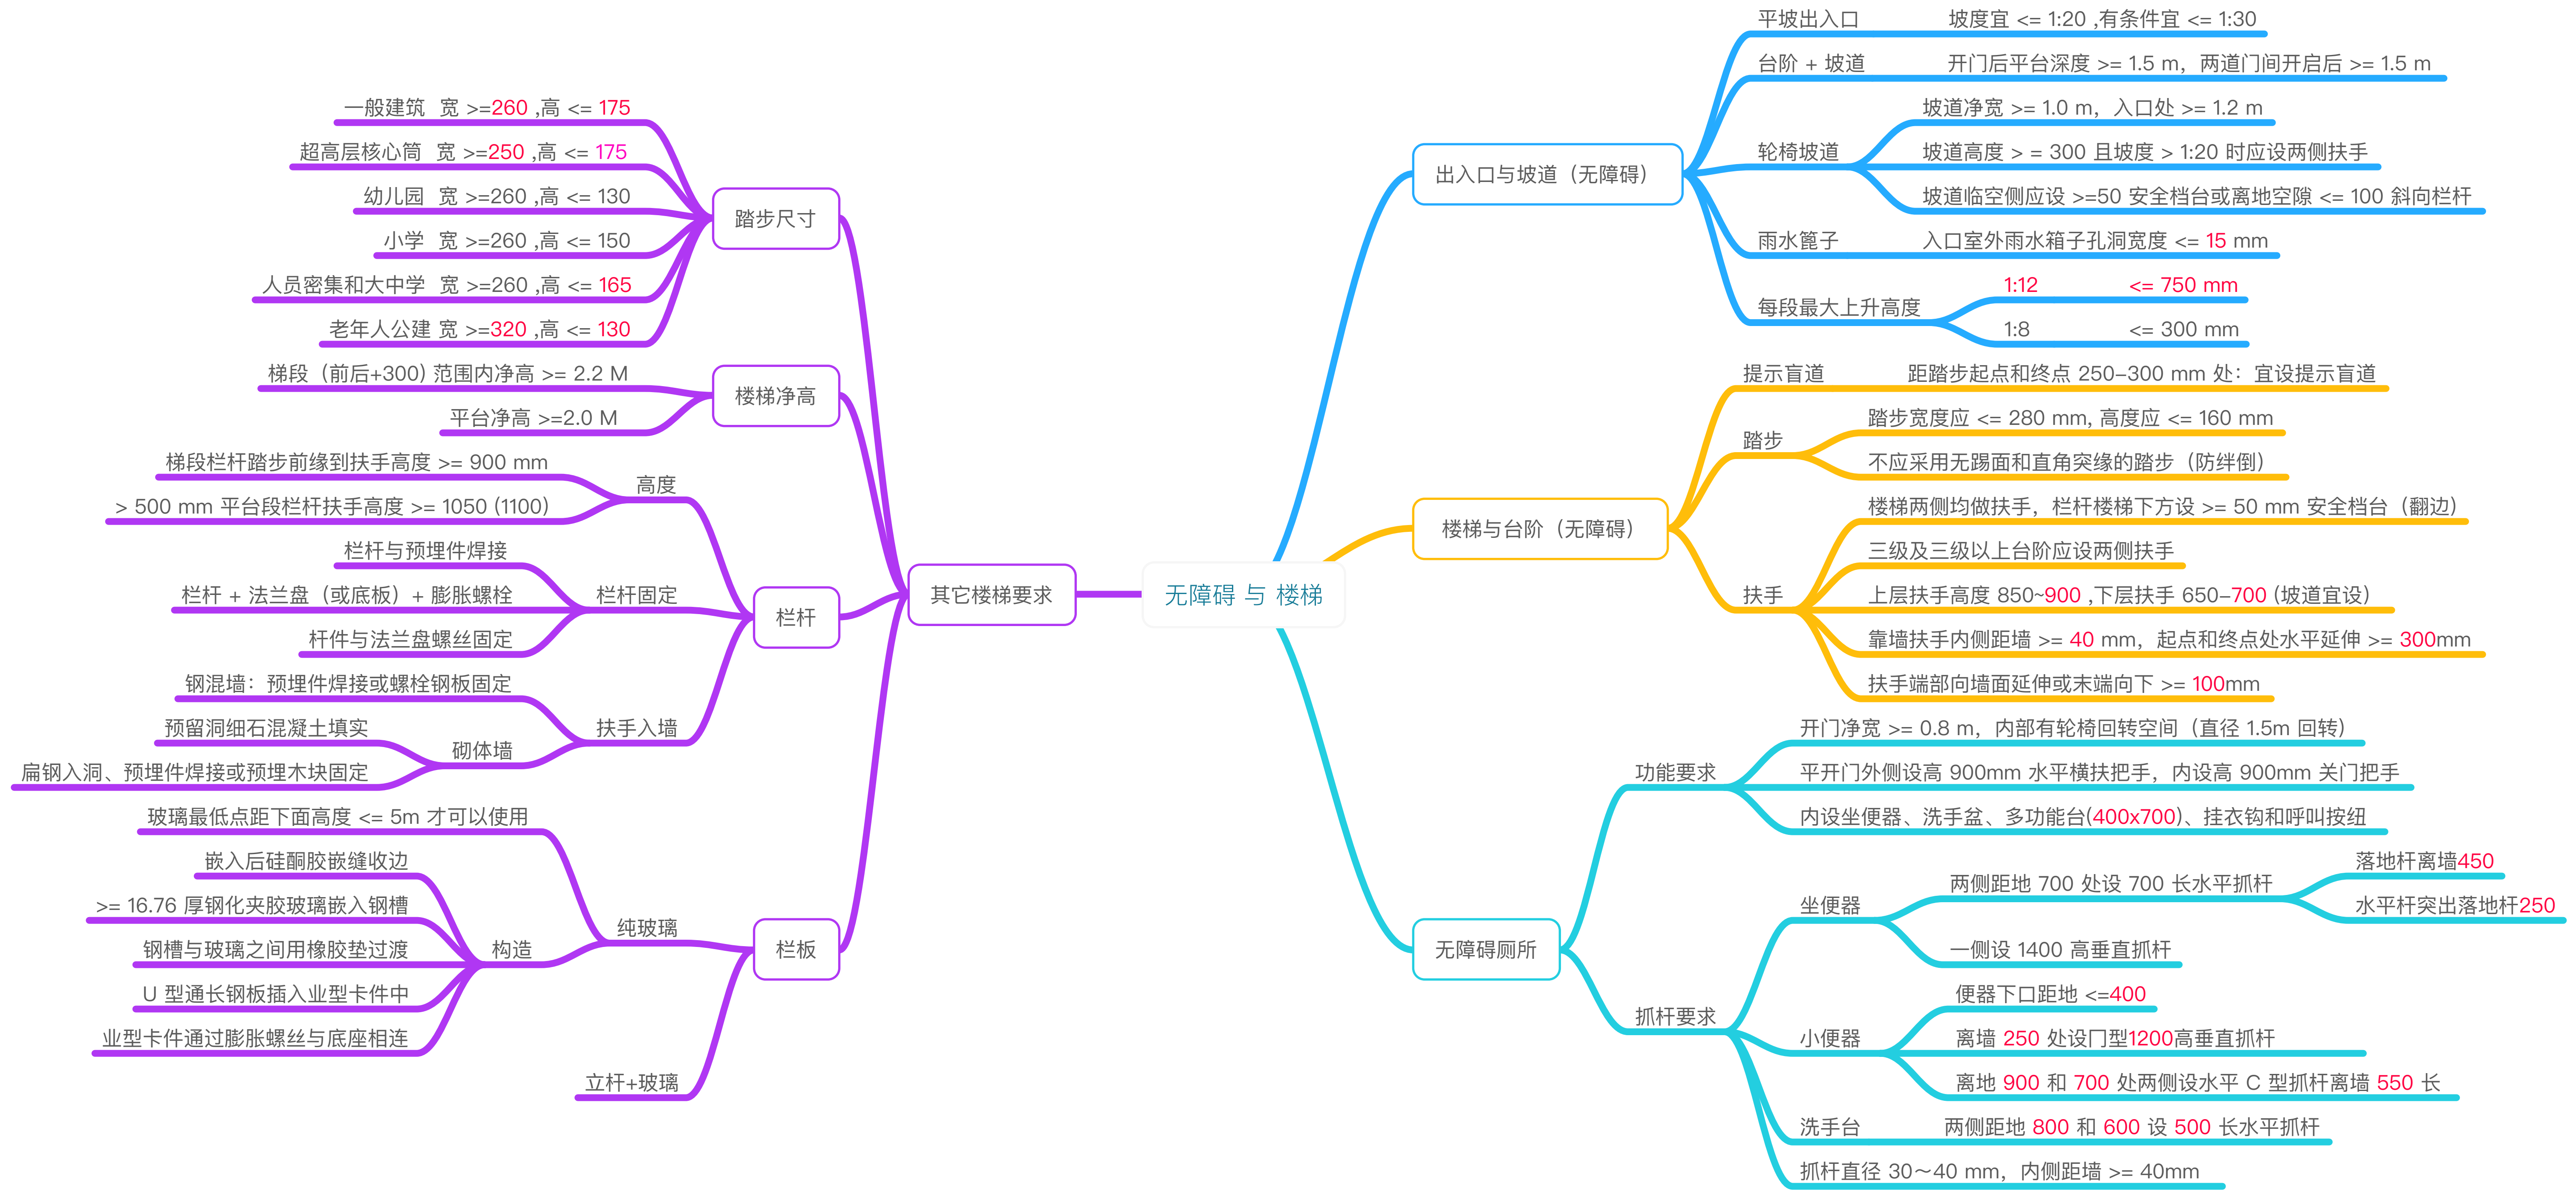 无障碍 与 楼梯
出入口与坡道（无障碍）
平坡出入口 坡度宜 <= 1:20 ,有条件宜 <= 1:30
台阶 + 坡道 开门后平台深度 >= 1.5 m，两道门间开启后 >= 1.5 m
轮椅坡道
坡道净宽 >= 1.0 m，入口处 >= 1.2 m
坡道高度 > = 300 且坡度 > 1:20 时应设两侧扶手
坡道临空侧应设 >=50 安全档台或离地空隙 <= 100 斜向栏杆
雨水篦子 入口室外雨水箱子孔洞宽度 <= 15 mm
每段最大上升高度
1:12 <= 750 mm
1:8 <= 300 mm
楼梯与台阶（无障碍）
提示盲道 距踏步起点和终点 250-300 mm 处：宜设提示盲道
踏步
踏步宽度应 <= 280 mm, 高度应 <= 160 mm
不应采用无踢面和直角突缘的踏步（防绊倒）
扶手
楼梯两侧均做扶手，栏杆楼梯下方设 >= 50 mm 安全档台（翻边）
三级及三级以上台阶应设两侧扶手
上层扶手高度 850~900 ,下层扶手 650-700 (坡道宜设)
靠墙扶手内侧距墙 >= 40 mm，起点和终点处水平延伸 >= 300mm
扶手端部向墙面延伸或末端向下 >= 100mm
无障碍厕所
功能要求
开门净宽 >= 0.8 m，内部有轮椅回转空间（直径 1.5m 回转）
平开门外侧设高 900mm 水平横扶把手，内设高 900mm 关门把手
内设坐便器、洗手盆、多功能台(400x700)、挂衣钩和呼叫按纽
抓杆要求
坐便器
两侧距地 700 处设 700 长水平抓杆
落地杆离墙450
水平杆突出落地杆250
一侧设 1400 高垂直抓杆
小便器
便器下口距地 <=400
离墙 250 处设冂型1200高垂直抓杆
离地 900 和 700 处两侧设水平 C 型抓杆离墙 550 长
洗手台 两侧距地 800 和 600 设 500 长水平抓杆
抓杆直径 30～40 mm，内侧距墙 >= 40mm
其它楼梯要求
踏步尺寸
一般建筑 宽 >=260 ,高 <= 175
超高层核心筒 宽 >=250 ,高 <= 175
幼儿园 宽 >=260 ,高 <= 130
小学 宽 >=260 ,高 <= 150
人员密集和大中学 宽 >=260 ,高 <= 165
老年人公建 宽 >=320 ,高 <= 130
楼梯净高
梯段（前后+300) 范围内净高 >= 2.2 M
平台净高 >=2.0 M
栏杆
高度
梯段栏杆踏步前缘到扶手高度 >= 900 mm
> 500 mm 平台段栏杆扶手高度 >= 1050 (1100)
栏杆固定
栏杆与预埋件焊接
栏杆 + 法兰盘（或底板）+ 膨胀螺栓
杆件与法兰盘螺丝固定
扶手入墙
钢混墙：预埋件焊接或螺栓钢板固定
砌体墙
预留洞细石混凝土填实
扁钢入洞、预埋件焊接或预埋木块固定
栏板
纯玻璃
玻璃最低点距下面高度 <= 5m 才可以使用
构造
嵌入后硅酮胶嵌缝收边
>= 16.76 厚钢化夹胶玻璃嵌入钢槽
钢槽与玻璃之间用橡胶垫过渡
U 型通长钢板插入业型卡件中
业型卡件通过膨胀螺丝与底座相连
立杆+玻璃